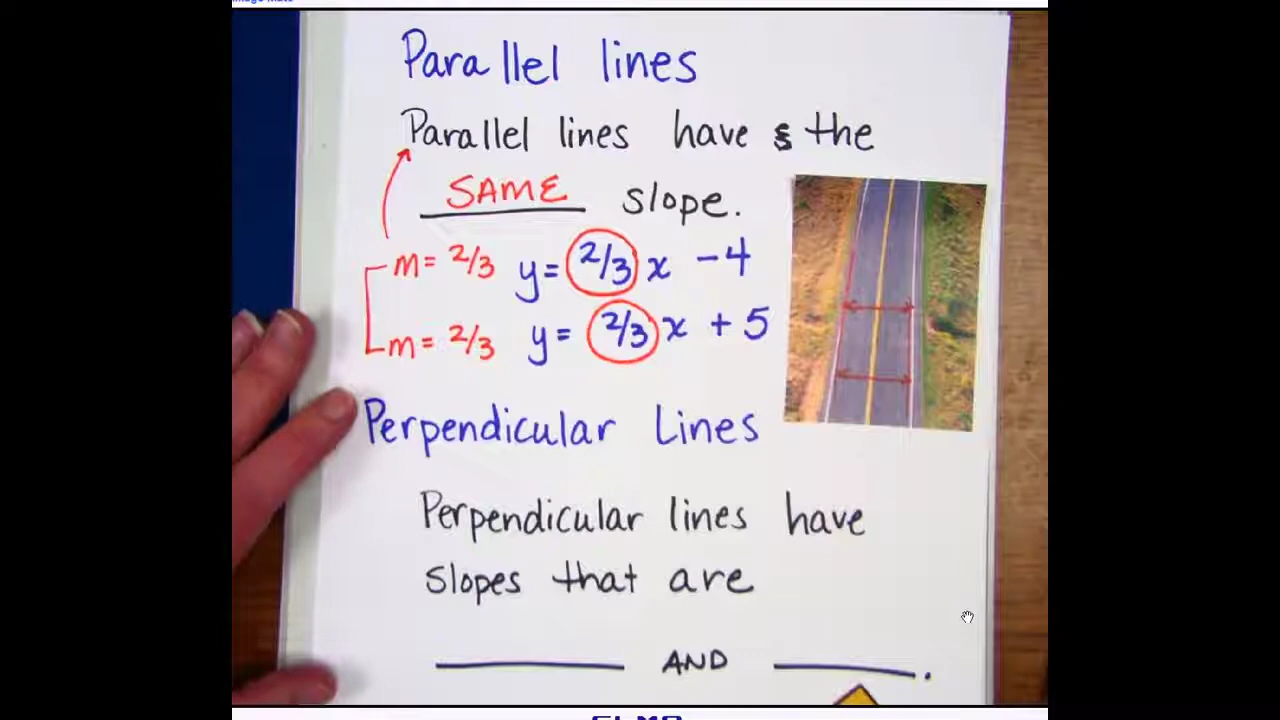 Parallel lines
Parallel lines have s the
SAME slope.
m = 2/3 y = 2/3 x - 4
m = 2/3 y = 2/3 x + 5
Perpendicular Lines
Perpendicular lines have
slopes that are
AND .